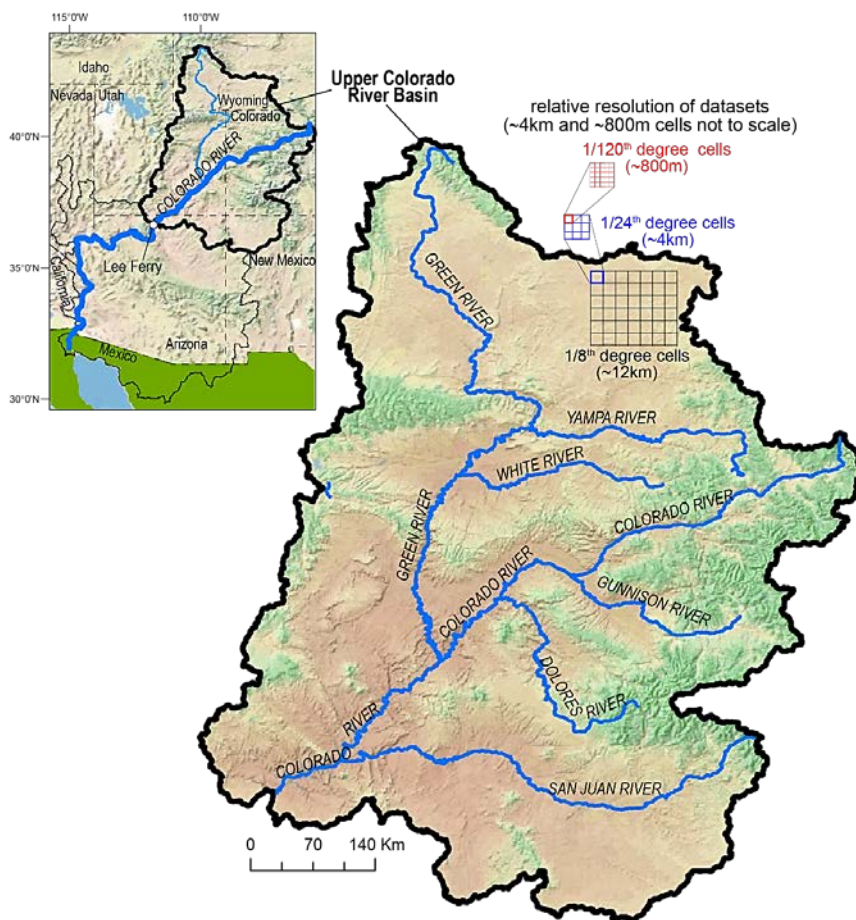 115°0'W
110°0'W
40°0'N
35°0'N
30°0'N
Idaho
Nevada
Utah
Wyoming
Colorado
COLORADO RIVER
Lee Ferry
New Mexico
California
Arizona
Mexico
Upper Colorado
River Basin
relative resolution of datasets
(~4km and ~800m cells not to scale)
1/120th degree cells
(~800m)
1/24th degree cells
(~4km)
1/8th degree cells
(~12km)
GREEN RIVER
YAMPA RIVER
WHITE RIVER
COLORADO RIVER
GREEN RIVER
COLORADO RIVER
GUNNISON RIVER
DOLORES RIVER
COLORADO RIVER
SAN JUAN RIVER
0 70 140 Km